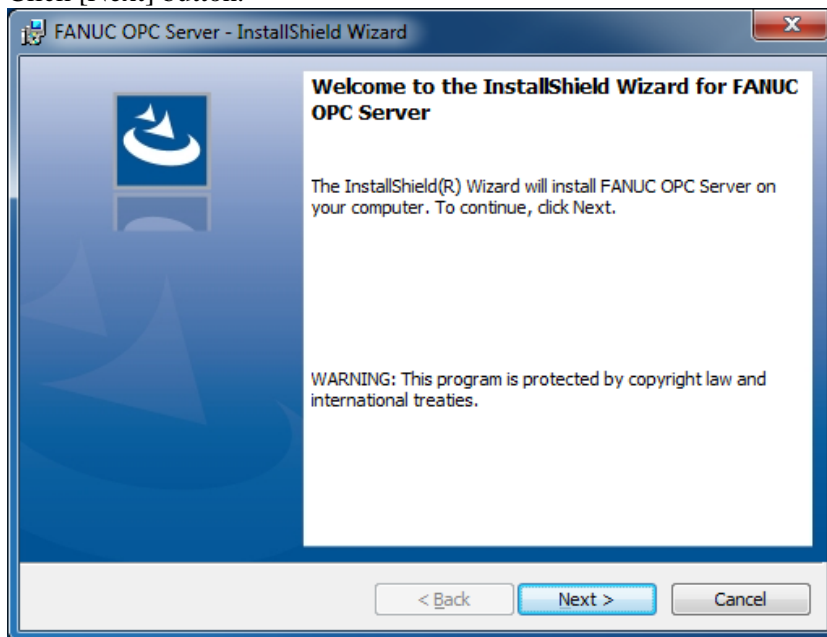 FANUC OPC Server - InstallShield Wizard
Welcome to the InstallShield Wizard for FANUC
OPC Server
The InstallShield(R) Wizard will install FANUC OPC Server on
your computer. To continue, click Next.
WARNING: This program is protected by copyright law and
international treaties.
< Back Next > Cancel